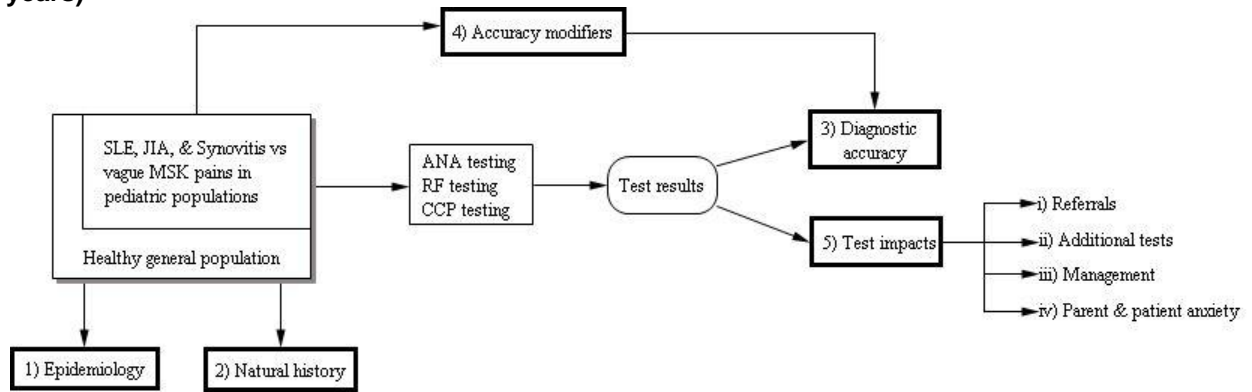 years)
4) Accuracy modifiers
SLE, JIA, & Synovitis vs
vague MSK pains in
pediatric populations
Healthy general population
ANA testing
RF testing
CCP testing
Test results
3) Diagnostic
accuracy
5) Test impacts
i) Referrals
ii) Additional tests
iii) Management
iv) Parent & patient anxiety
1) Epidemiology
2) Natural history